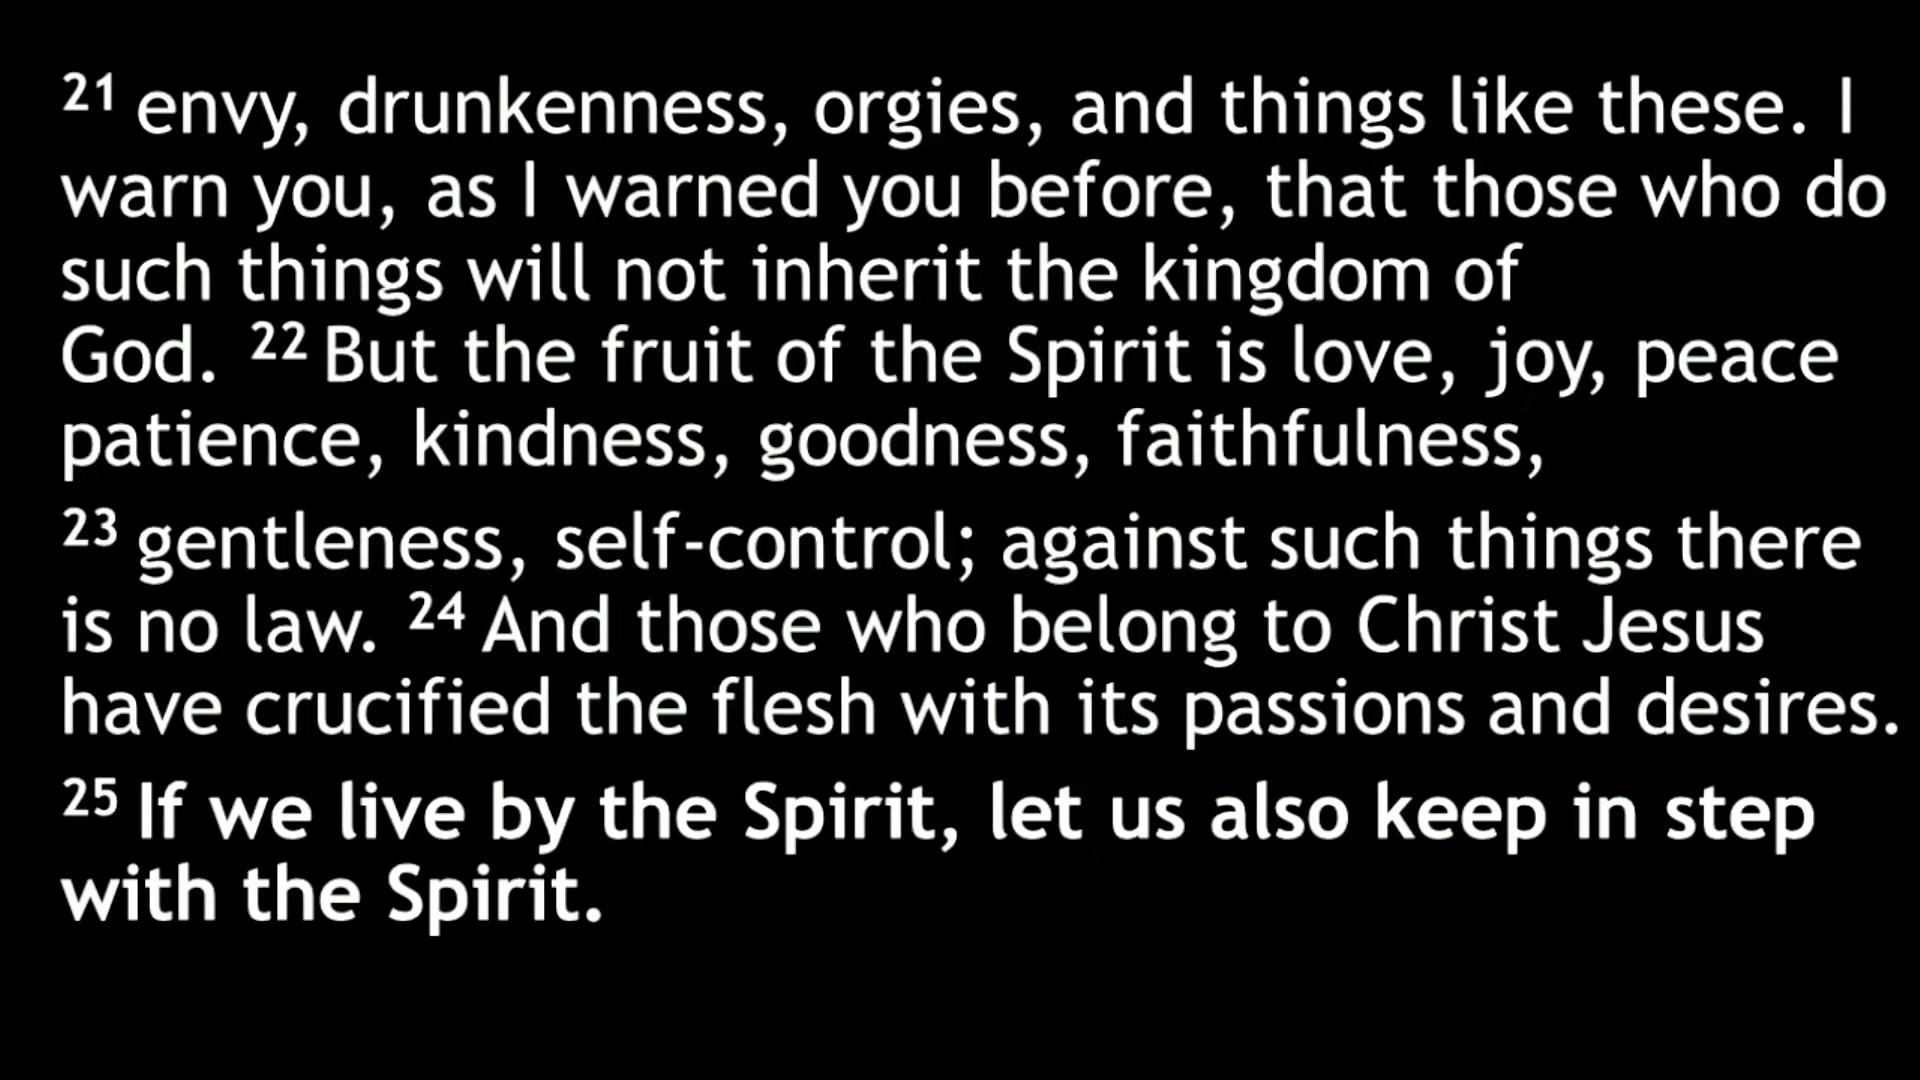 21 envy, drunkenness, orgies, and things like these. I
warn you, as I warned you before, that those who do
such things will not inherit the kingdom of
God. 22 But the fruit of the Spirit is love, joy, peace
patience, kindness, goodness, faithfulness,
23 gentleness, self-control; against such things there
is no law. 24 And those who belong to Christ Jesus
have crucified the flesh with its passions and desires.
25 If we live by the Spirit, let us also keep in step
with the Spirit.